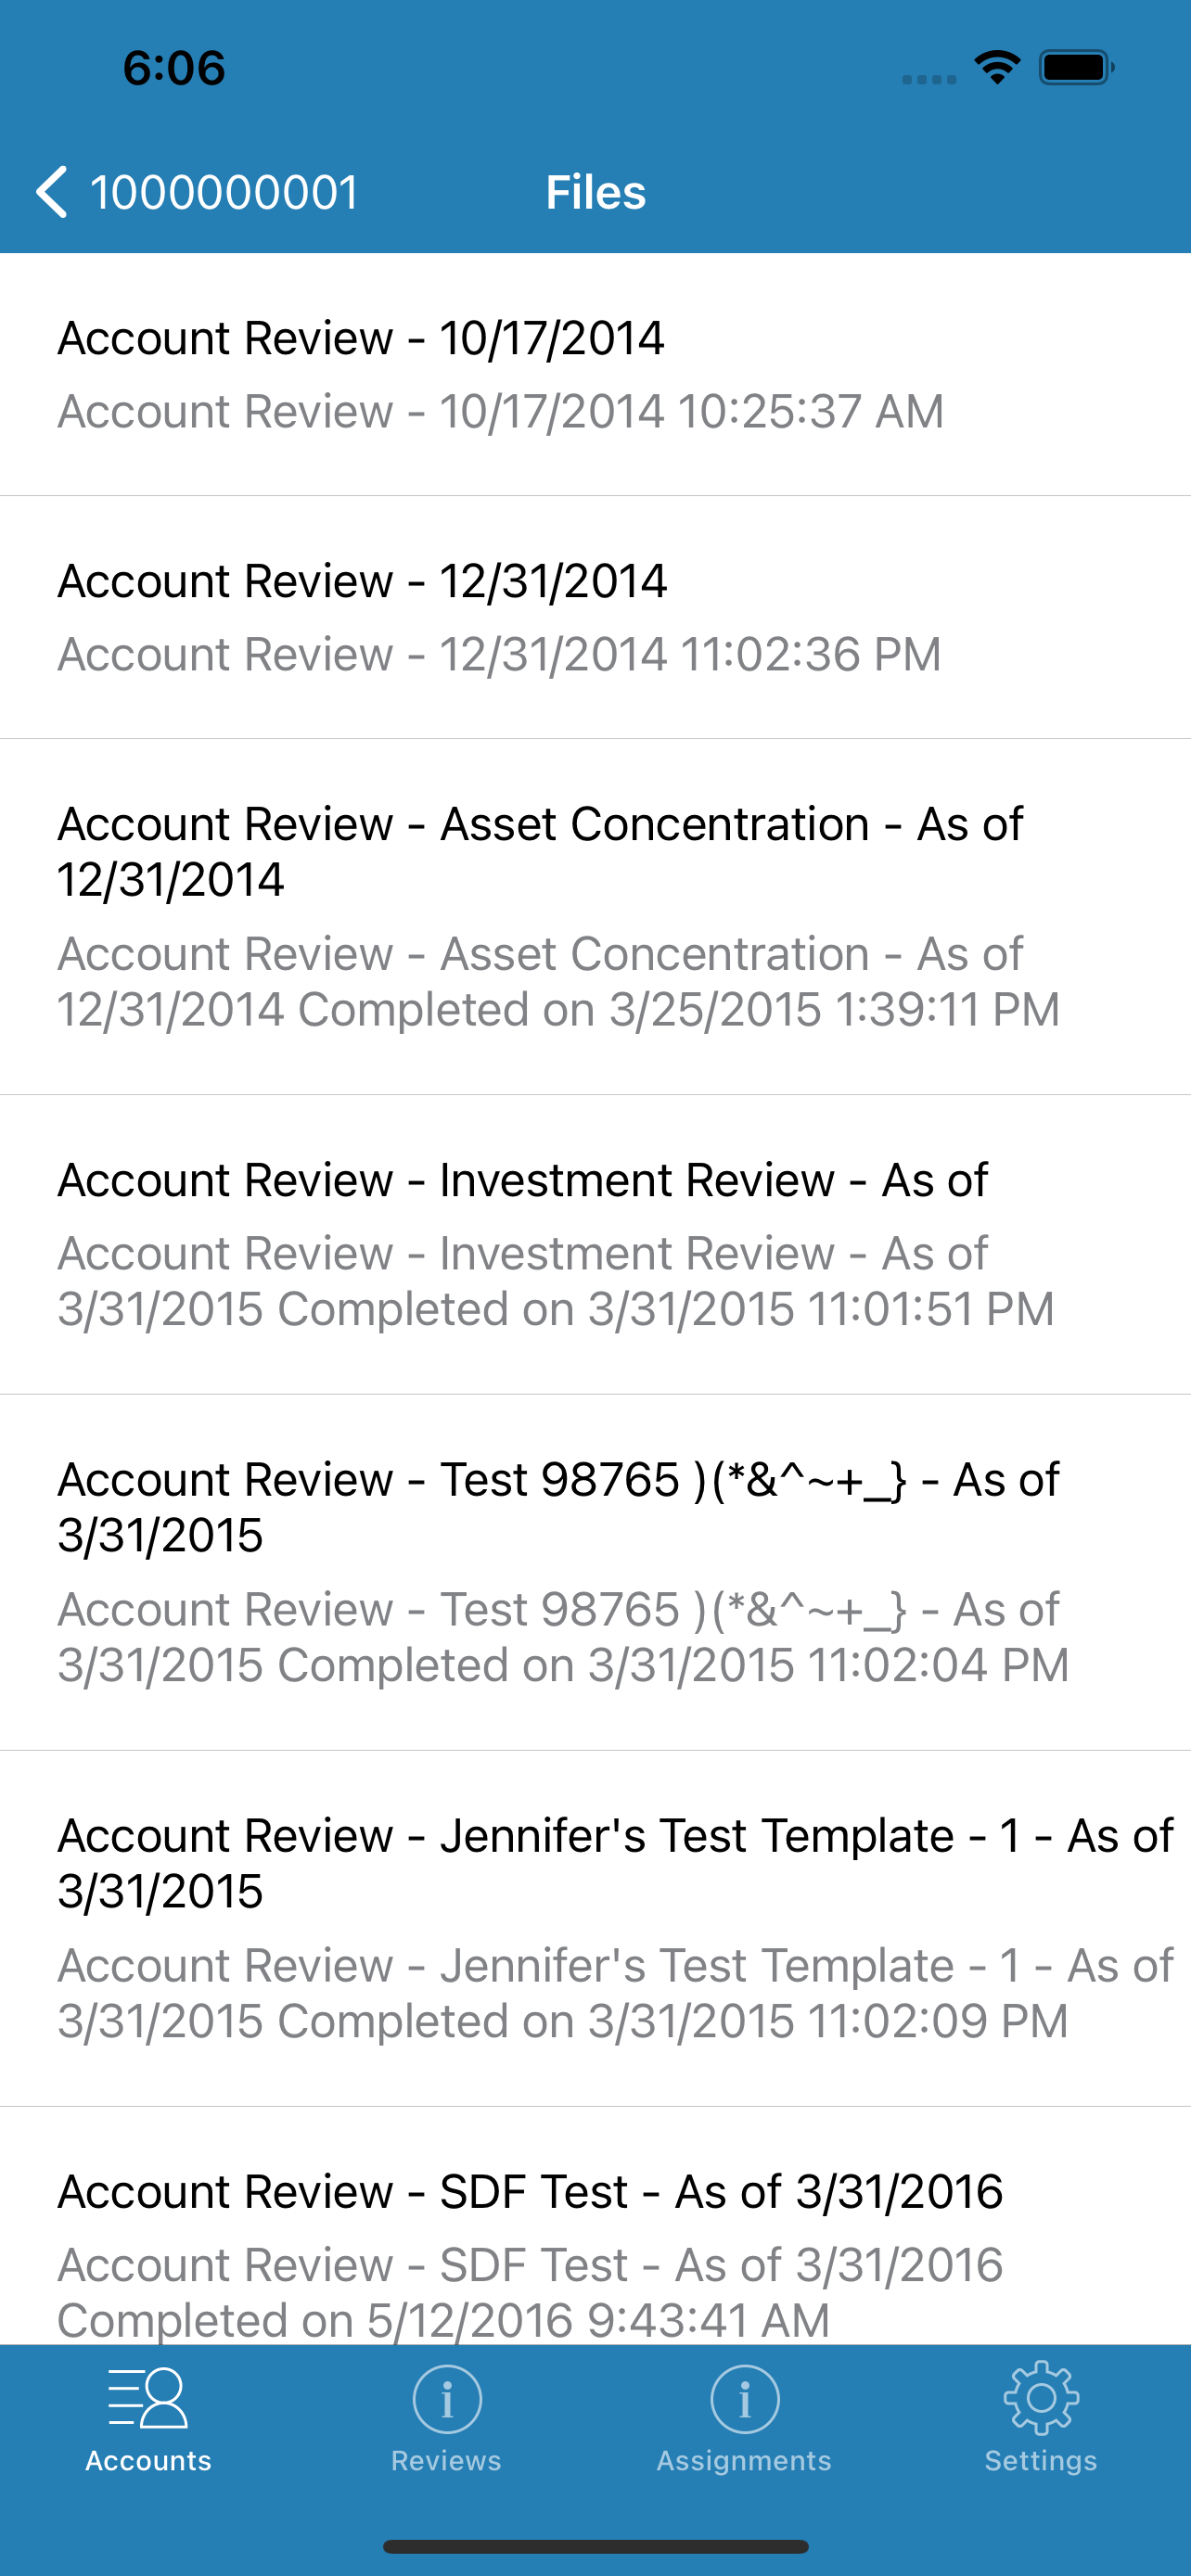 6:06
1000000001
Files
Account Review - 10/17/2014
Account Review - 10/17/2014 10:25:37 AM
Account Review - 12/31/2014
Account Review - 12/31/2014 11:02:36 PM
Account Review - Asset Concentration - As of
12/31/2014
Account Review - Asset Concentration - As of
12/31/2014 Completed on 3/25/2015 1:39:11 PM
Account Review - Investment Review - As of
Account Review - Investment Review - As of
3/31/2015 Completed on 3/31/2015 11:01:51 PM
Account Review - Test 98765 )(*&^~+_} - As of
3/31/2015
Account Review - Test 98765 )(*&^~+_} - As of
3/31/2015 Completed on 3/31/2015 11:02:04 PM
Account Review - Jennifer's Test Template - 1 - As of
3/31/2015
Account Review - Jennifer's Test Template - 1 - As of
3/31/2015 Completed on 3/31/2015 11:02:09 PM
Account Review - SDF Test - As of 3/31/2016
Account Review - SDF Test - As of 3/31/2016
Completed on 5/12/2016 9:43:41 AM
Accounts
Reviews
Assignments
Settings